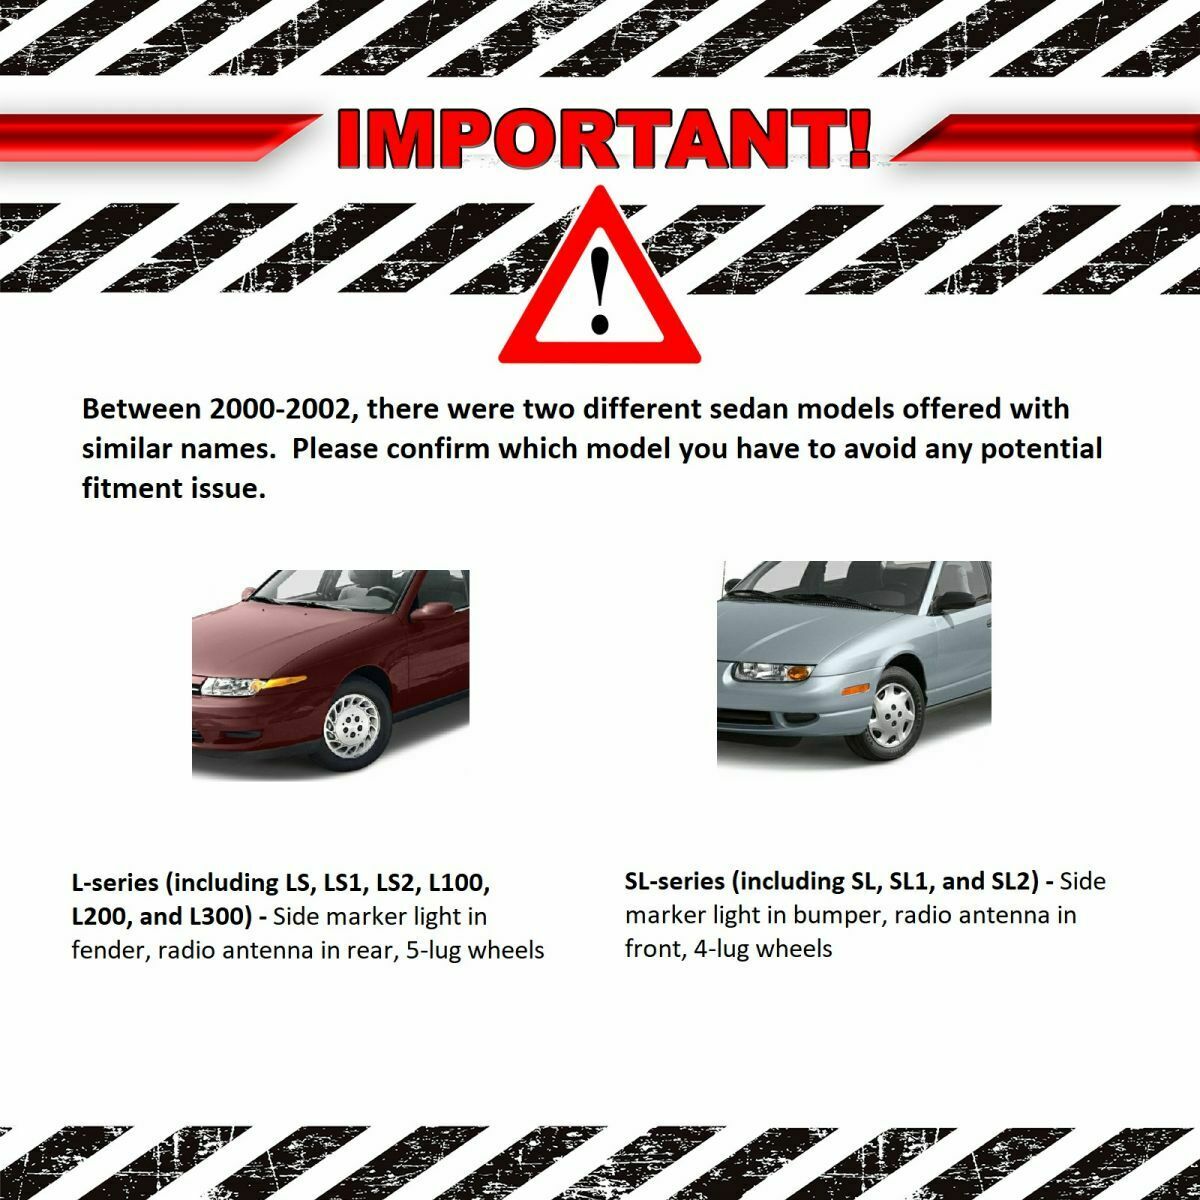 IMPORTANT!
Between 2000-2002, there were two different sedan models offered with
similar names.  Please confirm which model you have to avoid any potential
fitment issue.
L-series (including LS, LS1, LS2, L100,
L200, and L300) - Side marker light in
fender, radio antenna in rear, 5-lug wheels
SL-series (including SL, SL1, and SL2) - Side
marker light in bumper, radio antenna in
front, 4-lug wheels